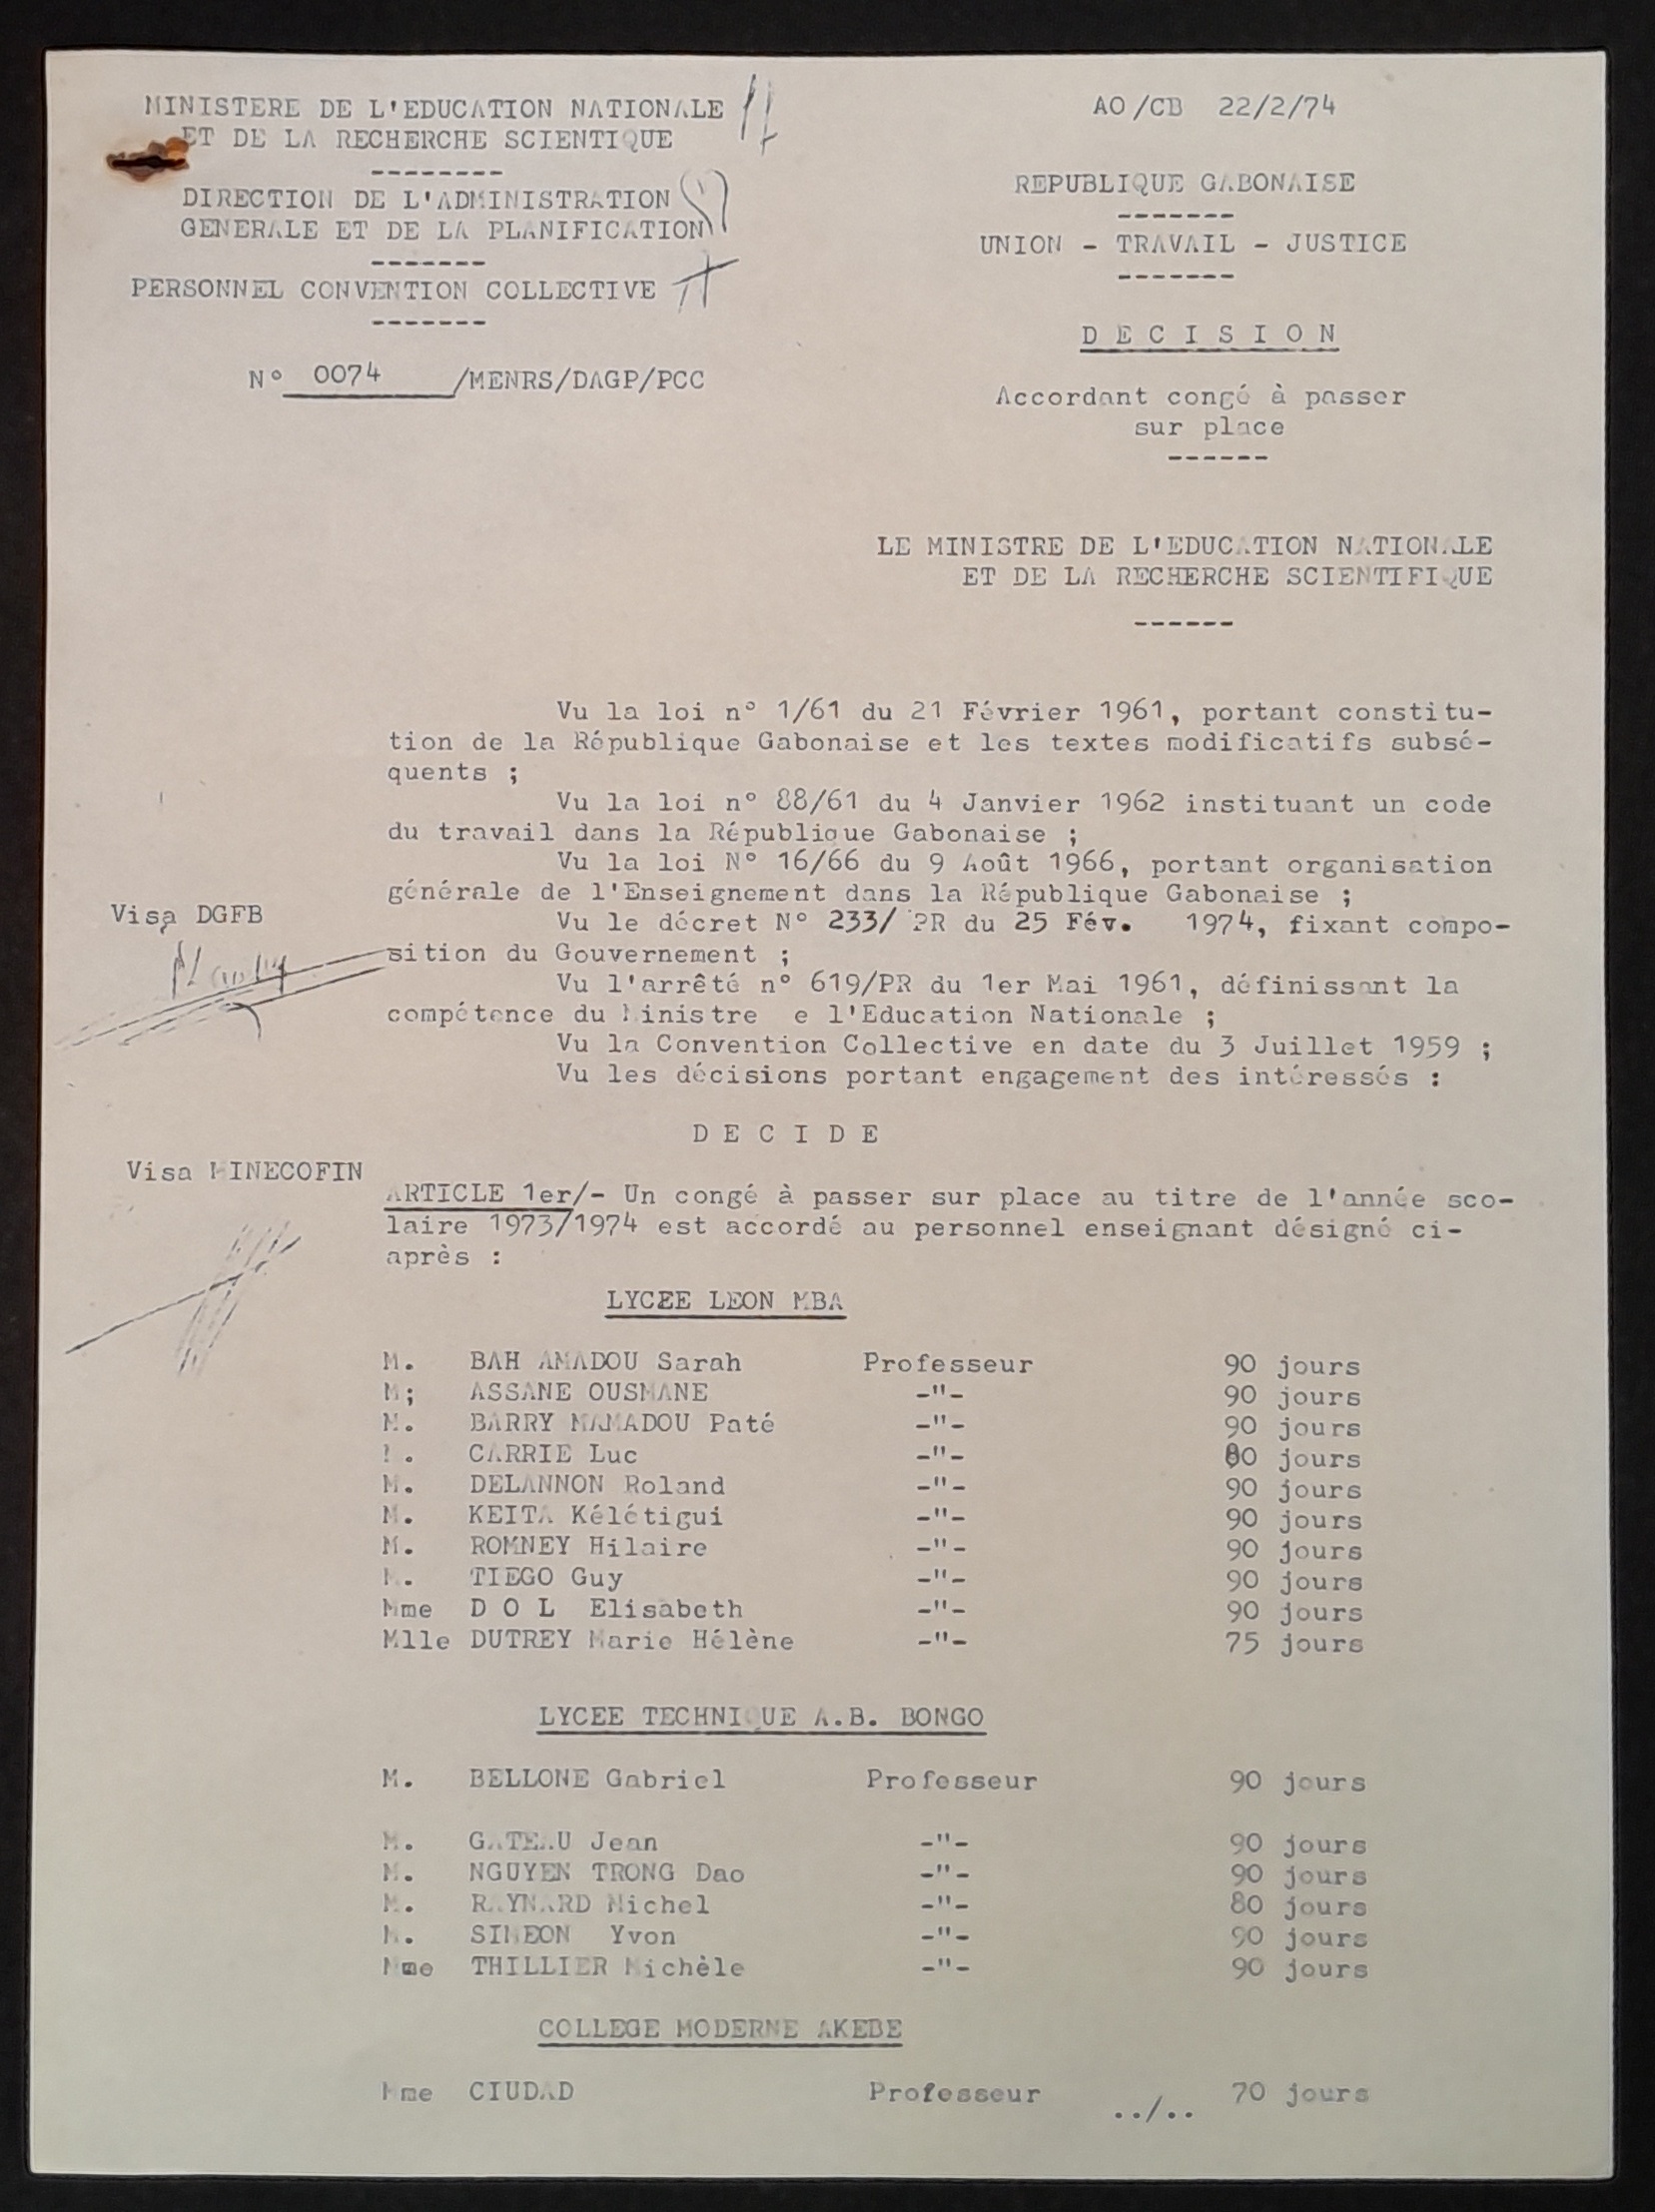 MINISTERE DE L'EDUCATION NATIONALE
ET DE LA RECHERCHE SCIENTIQUE
--------
DIRECTION DE L'ADMINISTRATION
GENERALE ET DE LA PLANIFICATION
-------
PERSONNEL CONVENTION COLLECTIVE
-------
N° 0074 /MENRS/DAGP/PCC
AO/CB 22/2/74
REPUBLIQUE GABONAISE
-------
UNION - TRAVAIL - JUSTICE
-------
D E C I S I O N
Accordant congé à passer
sur place
------
LE MINISTRE DE L'EDUCATION NATIONALE
ET DE LA RECHERCHE SCIENTIFIQUE
------
Vu la loi n° 1/61 du 21 Février 1961, portant constitu-
tion de la République Gabonaise et les textes modificatifs subsé-
quents ;
Vu la loi n° 88/61 du 4 Janvier 1962 instituant un code
du travail dans la République Gabonaise ;
Vu la loi N° 16/66 du 9 Août 1966, portant organisation
générale de l'Enseignement dans la République Gabonaise ;
Visa DGFB
Vu le décret N° 233/ PR du 25 Fév. 1974, fixant compo-
sition du Gouvernement ;
Vu l'arrêté n° 619/PR du 1er Mai 1961, définissant la
compétence du Ministre e l'Education Nationale ;
Vu la Convention Collective en date du 3 Juillet 1959 ;
Vu les décisions portant engagement des intéressés :
D E C I D E
Visa MINECOFIN
ARTICLE 1er/- Un congé à passer sur place au titre de l'année sco-
laire 1973/1974 est accordé au personnel enseignant désigné ci-
après :
LYCEE LEON MBA
M. BAH AMADOU Sarah Professeur 90 jours
M; ASSANE OUSMANE -"- 90 jours
M. BARRY MAMADOU Paté -"- 90 jours
M. CARRIE Luc -"- 80 jours
M. DELANNON Roland -"- 90 jours
M. KEITA Kélétigui -"- 90 jours
M. ROMNEY Hilaire -"- 90 jours
M. TIEGO Guy -"- 90 jours
Mme D O L Elisabeth -"- 90 jours
Mlle DUTREY Marie Hélène -"- 75 jours
LYCEE TECHNIQUE A.B. BONGO
M. BELLONE Gabriel Professeur 90 jours
M. GATEAU Jean -"- 90 jours
M. NGUYEN TRONG Dao -"- 90 jours
M. RAYNARD Michel -"- 80 jours
M. SIMEON Yvon -"- 90 jours
Mme THILLIER Michèle -"- 90 jours
COLLEGE MODERNE AKEBE
Mme CIUDAD Professeur 70 jours
../..